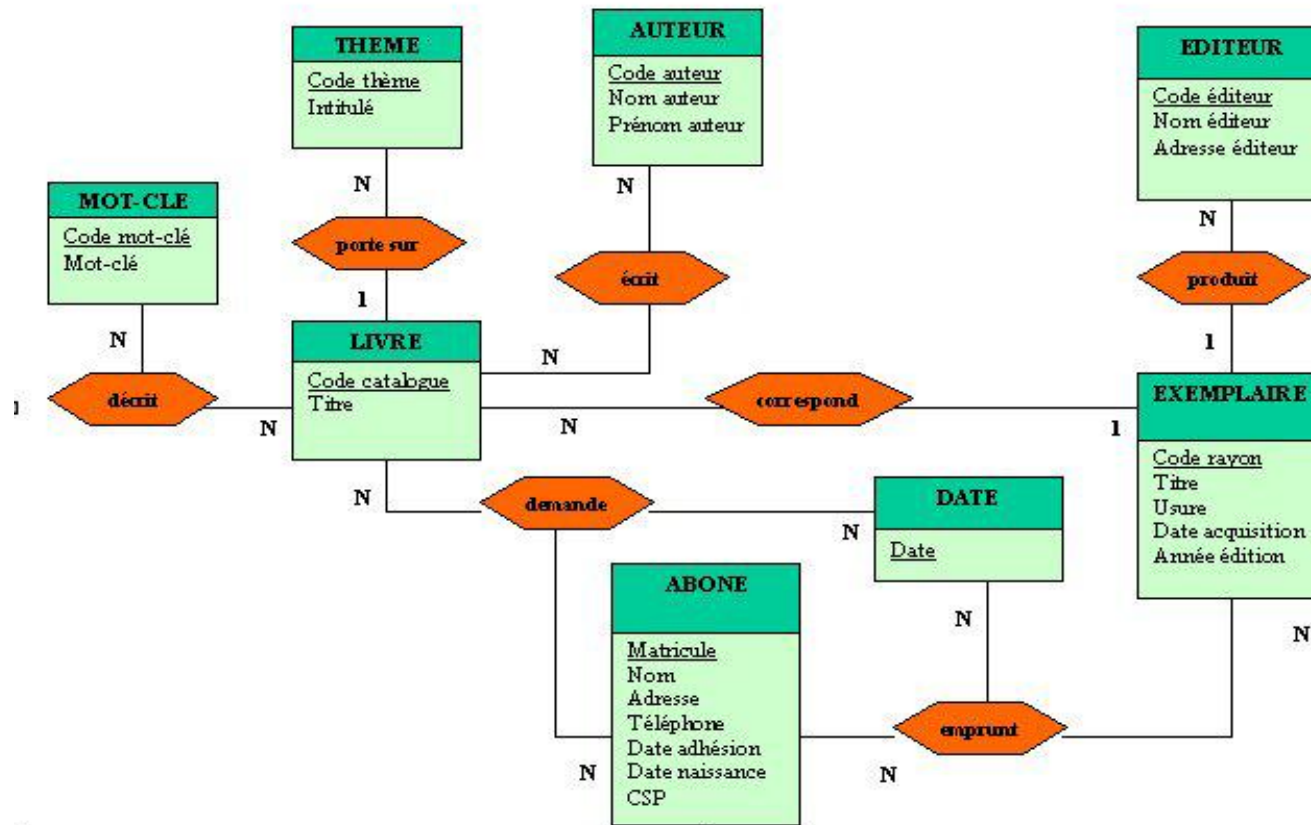 THEME
Code thème
Intitulé
AUTEUR
Code auteur
Nom auteur
Prénom auteur
EDITEUR
Code éditeur
Nom éditeur
Adresse éditeur
N
N
N
MOT-CLE
Code mot-clé
Mot-clé
porte sur
écrit
produit
1
N
N
1
LIVRE
Code catalogue
Titre
décrit
N
correspond
N
1
EXEMPLAIRE
Code rayon
Titre
Usure
Date acquisition
Année édition
N
demande
N
DATE
Date
ABONE
Matricule
Nom
Adresse
Téléphone
Date adhésion
Date naissance
CSP
N
N
emprunt
N
N